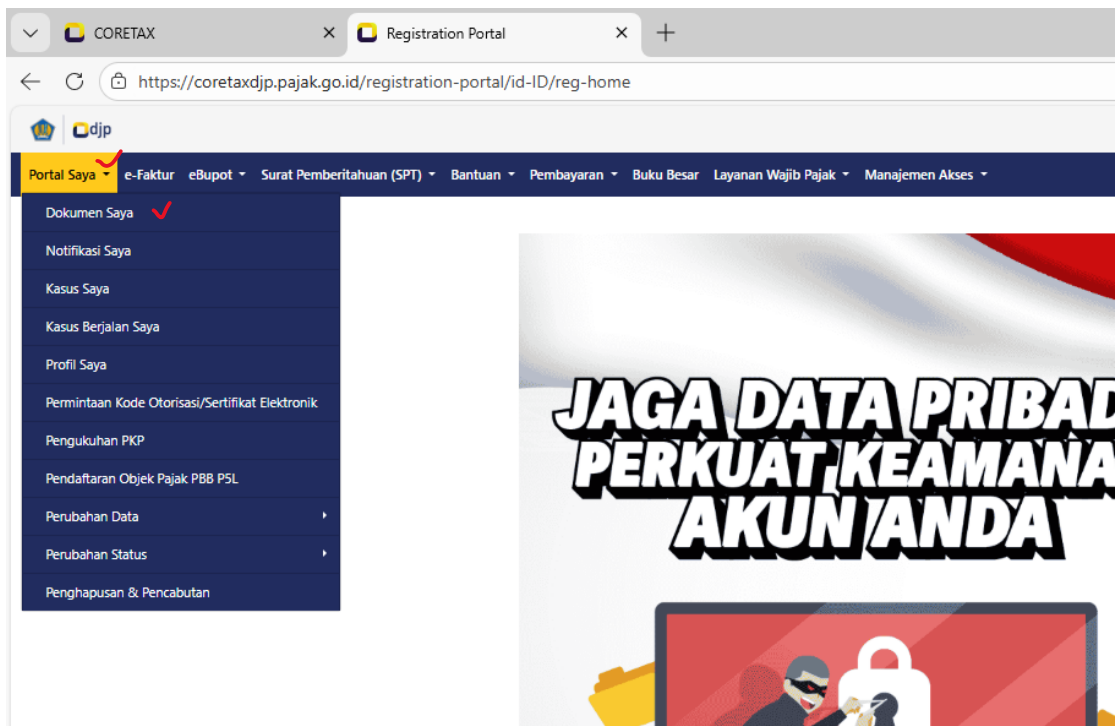 CORETAX
Registration Portal
https://coretaxdjp.pajak.go.id/registration-portal/id-ID/reg-home
djp
Portal Saya e-Faktur eBupot Surat Pemberitahuan (SPT) Bantuan Pembayaran Buku Besar Layanan Wajib Pajak Manajemen Akses
Dokumen Saya
Notifikasi Saya
Kasus Saya
Kasus Berjalan Saya
Profil Saya
Permintaan Kode Otorisasi/Sertifikat Elektronik
Pengukuhan PKP
Pendaftaran Objek Pajak PBB P5L
Perubahan Data
Perubahan Status
Penghapusan & Pencabutan
JAGA DATA PRIBAD
PERKUAT KEAMANA
AKUN ANDA